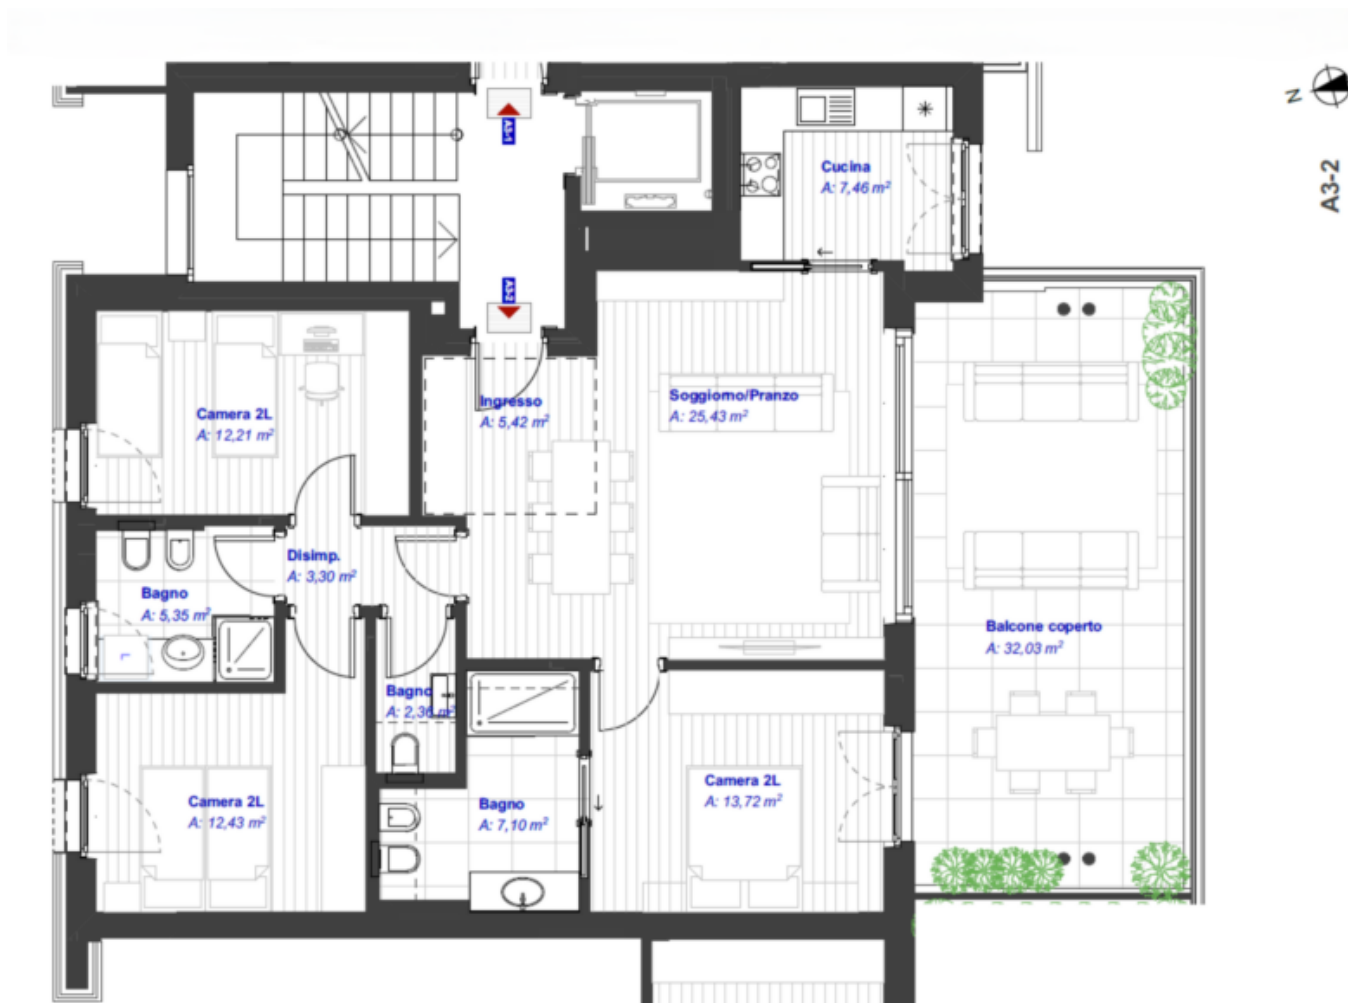 A3-1
Cucina
A: 7,46 m²
N
A3-2
A3-2
Ingresso
A: 5,42 m²
Soggiorno/Pranzo
A: 25,43 m²
Camera 2L
A: 12,21 m²
Disimp.
A: 3,30 m²
Bagno
A: 5,35 m²
L
Balcone coperto
A: 32,03 m²
Bagno
A: 2,36 m²
Camera 2L
A: 12,43 m²
Bagno
A: 7,10 m²
Camera 2L
A: 13,72 m²